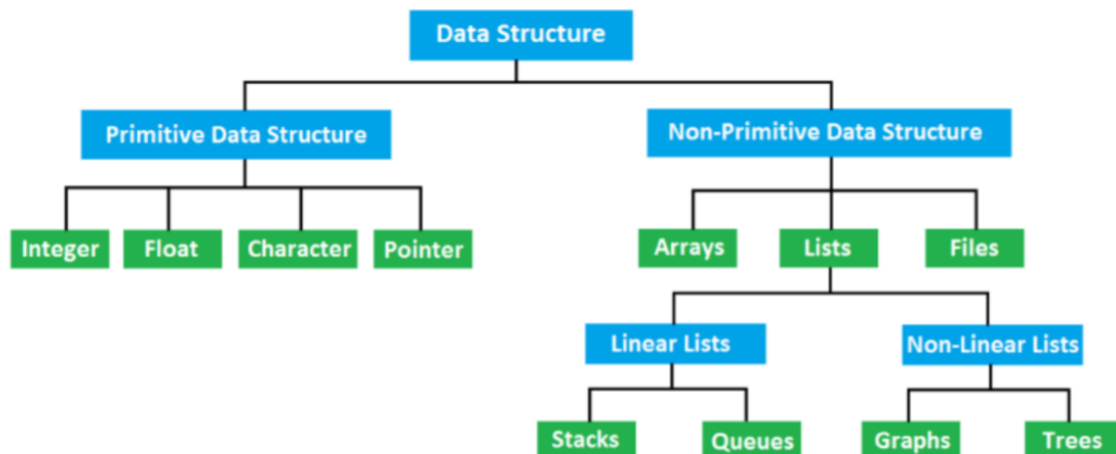 Data Structure
Primitive Data Structure
Non-Primitive Data Structure
Integer
Float
Character
Pointer
Arrays
Lists
Files
Linear Lists
Non-Linear Lists
Stacks
Queues
Graphs
Trees